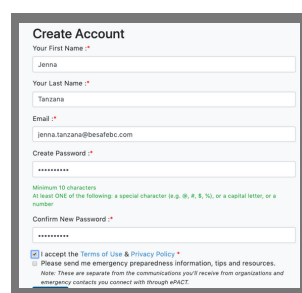 Create Account
Your First Name :*
Jenna
Your Last Name :*
Tanzana
Email :*
jenna.tanzana@besafebc.com
Create Password :*
••••••••••
Minimum 10 characters
At least ONE of the following: a special character (e.g. @, #, $, %), or a capital letter, or a
number
Confirm New Password :*
••••••••••
I accept the Terms of Use & Privacy Policy *
Please send me emergency preparedness information, tips and resources.
Note: These are separate from the communications you'll receive from organizations and
emergency contacts you connect with through ePACT.